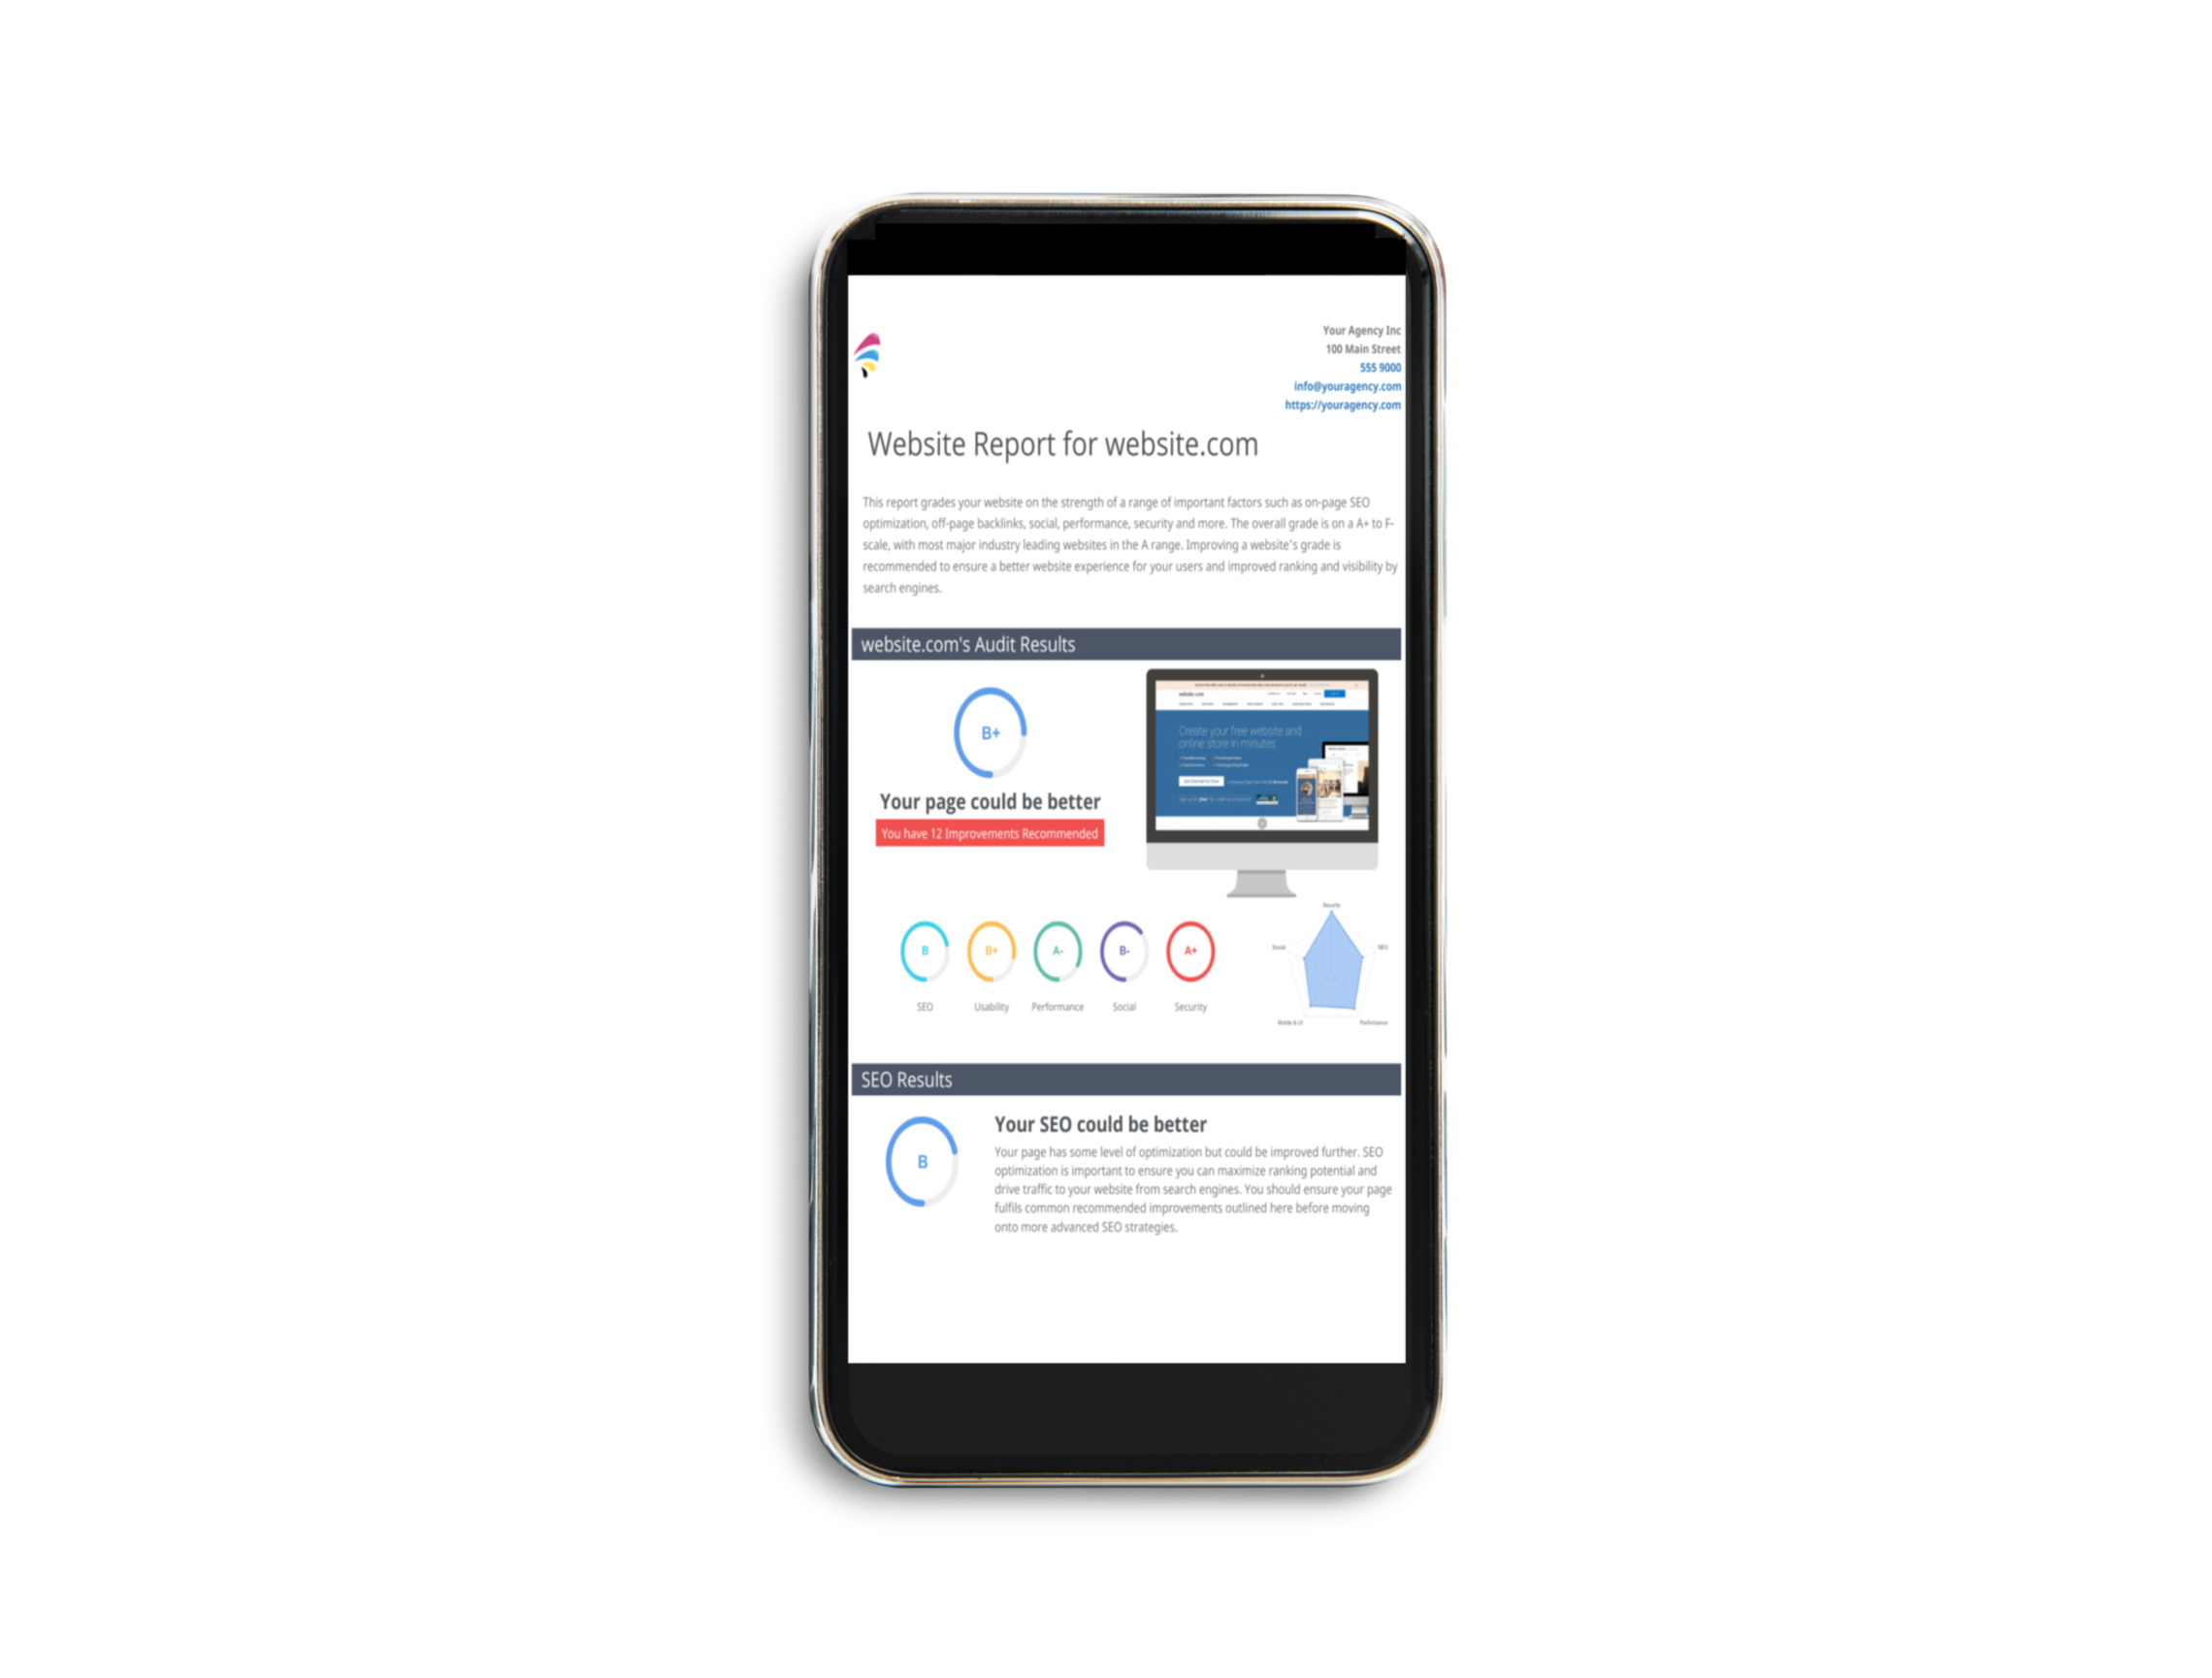 Your Agency Inc
100 Main Street
555 9000
info@youragency.com
https://youragency.com
Website Report for website.com
This report grades your website on the strength of a range of important factors such as on-page SEO
optimization, off-page backlinks, social, performance, security and more. The overall grade is on a A+ to F-
scale, with most major industry leading websites in the A range. Improving a website's grade is
recommended to ensure a better website experience for your users and improved ranking and visibility by
search engines.
website.com's Audit Results
B+
Your page could be better
You have 12 Improvements Recommended
website.com
Create your free website and
online store in minutes
Get Started for Free
B
B+
A-
B-
A+
SEO
Usability
Performance
Social
Security
Security
Social
SEO
Mobile & UI
Performance
SEO Results
B
Your SEO could be better
Your page has some level of optimization but could be improved further. SEO
optimization is important to ensure you can maximize ranking potential and
drive traffic to your website from search engines. You should ensure your page
fulfils common recommended improvements outlined here before moving
onto more advanced SEO strategies.